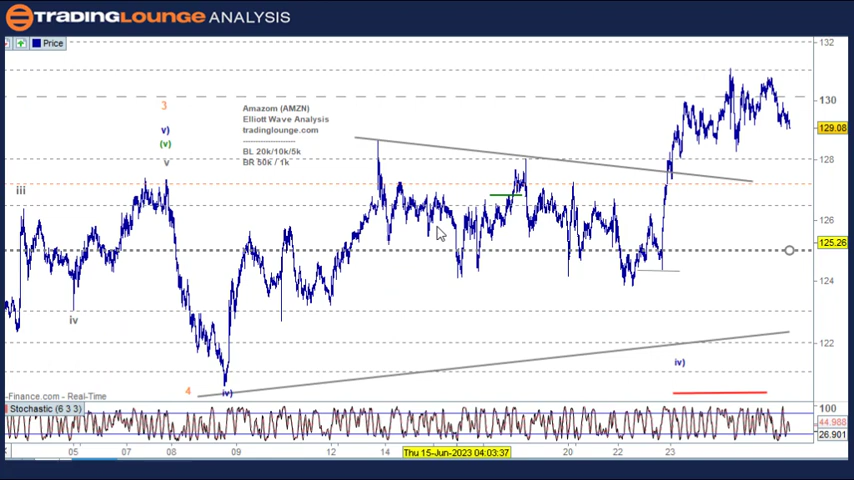 TRADINGLOUNGE ANALYSIS
Price
132
3
Amazom (AMZN)
Elliott Wave Analysis
tradinglounge.com
BL 20k/10k/5k
BR 50k / 1k
v)
(v)
v
iii
iv
130
129.08
128
126
125.26
124
122
iv)
4
iv)
-Finance.com - Real-Time
Stochastic (6 3 3)
100
44.988
26.901
05
07
08
09
12
14
Thu 15-Jun-2023 04:03:37
20
22
23